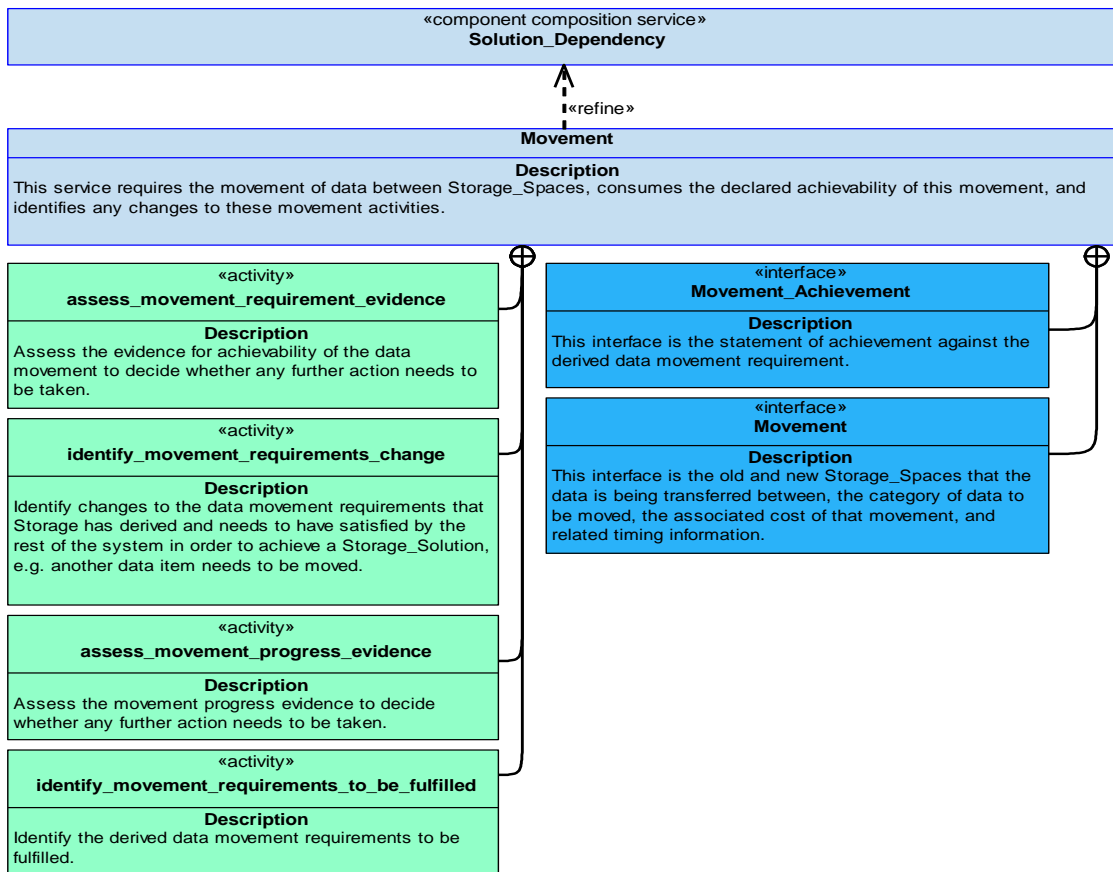 «component composition service»
Solution_Dependency
«refine»
Movement
Description
This service requires the movement of data between Storage_Spaces, consumes the declared achievability of this movement, and
identifies any changes to these movement activities.
«activity»
assess_movement_requirement_evidence
Description
Assess the evidence for achievability of the data
movement to decide whether any further action needs to
be taken.
«activity»
identify_movement_requirements_change
Description
Identify changes to the data movement requirements that
Storage has derived and needs to have satisfied by the
rest of the system in order to achieve a Storage_Solution,
e.g. another data item needs to be moved.
«activity»
assess_movement_progress_evidence
Description
Assess the movement progress evidence to decide
whether any further action needs to be taken.
«activity»
identify_movement_requirements_to_be_fulfilled
Description
Identify the derived data movement requirements to be
fulfilled.
«interface»
Movement_Achievement
Description
This interface is the statement of achievement against the
derived data movement requirement.
«interface»
Movement
Description
This interface is the old and new Storage_Spaces that the
data is being transferred between, the category of data to
be moved, the associated cost of that movement, and
related timing information.